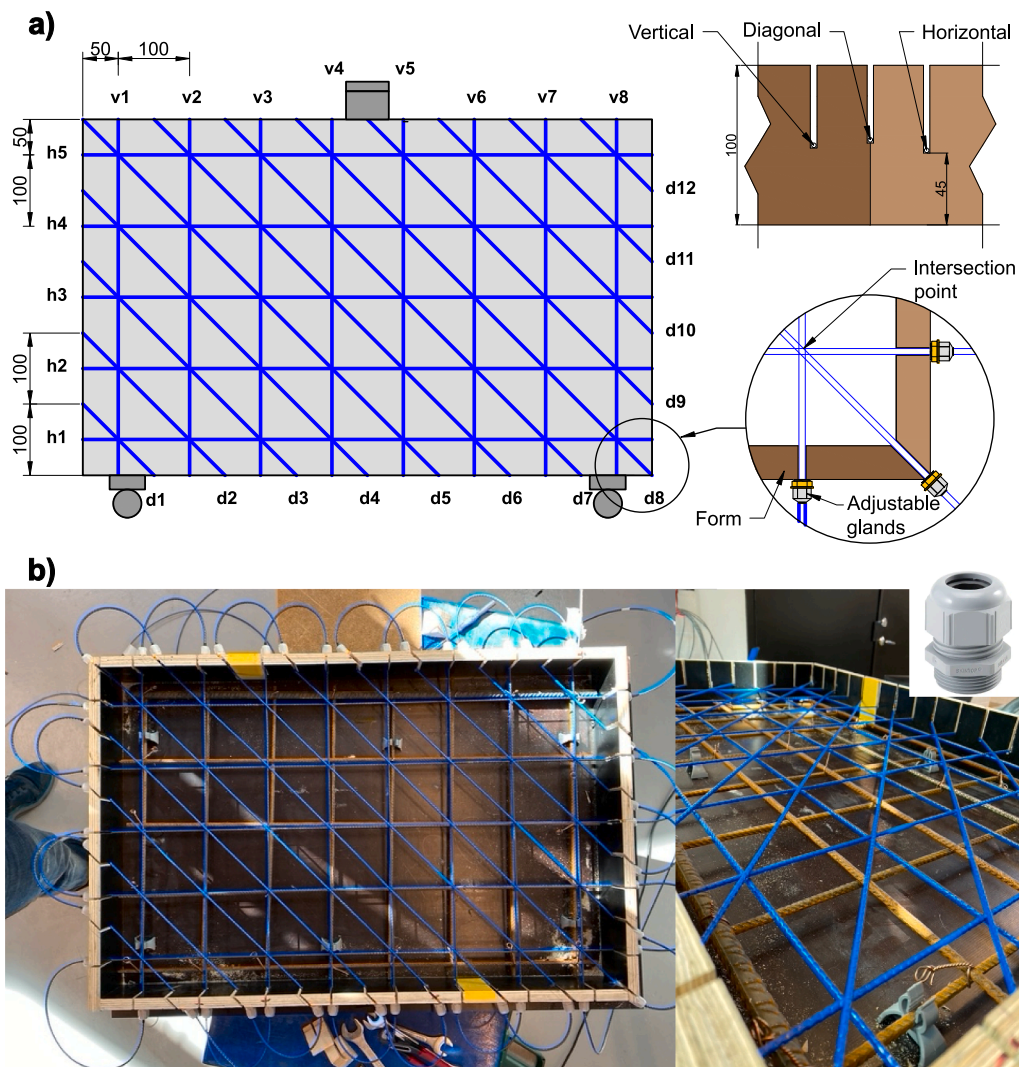 a)
50
100
v1
v2
v3
v4
v5
v6
v7
v8
50
100
100
100
h5
h4
h3
h2
h1
d12
d11
d10
d9
d1
d2
d3
d4
d5
d6
d7
d8
Vertical
Diagonal
Horizontal
100
45
Intersection
point
Form
Adjustable
glands
b)